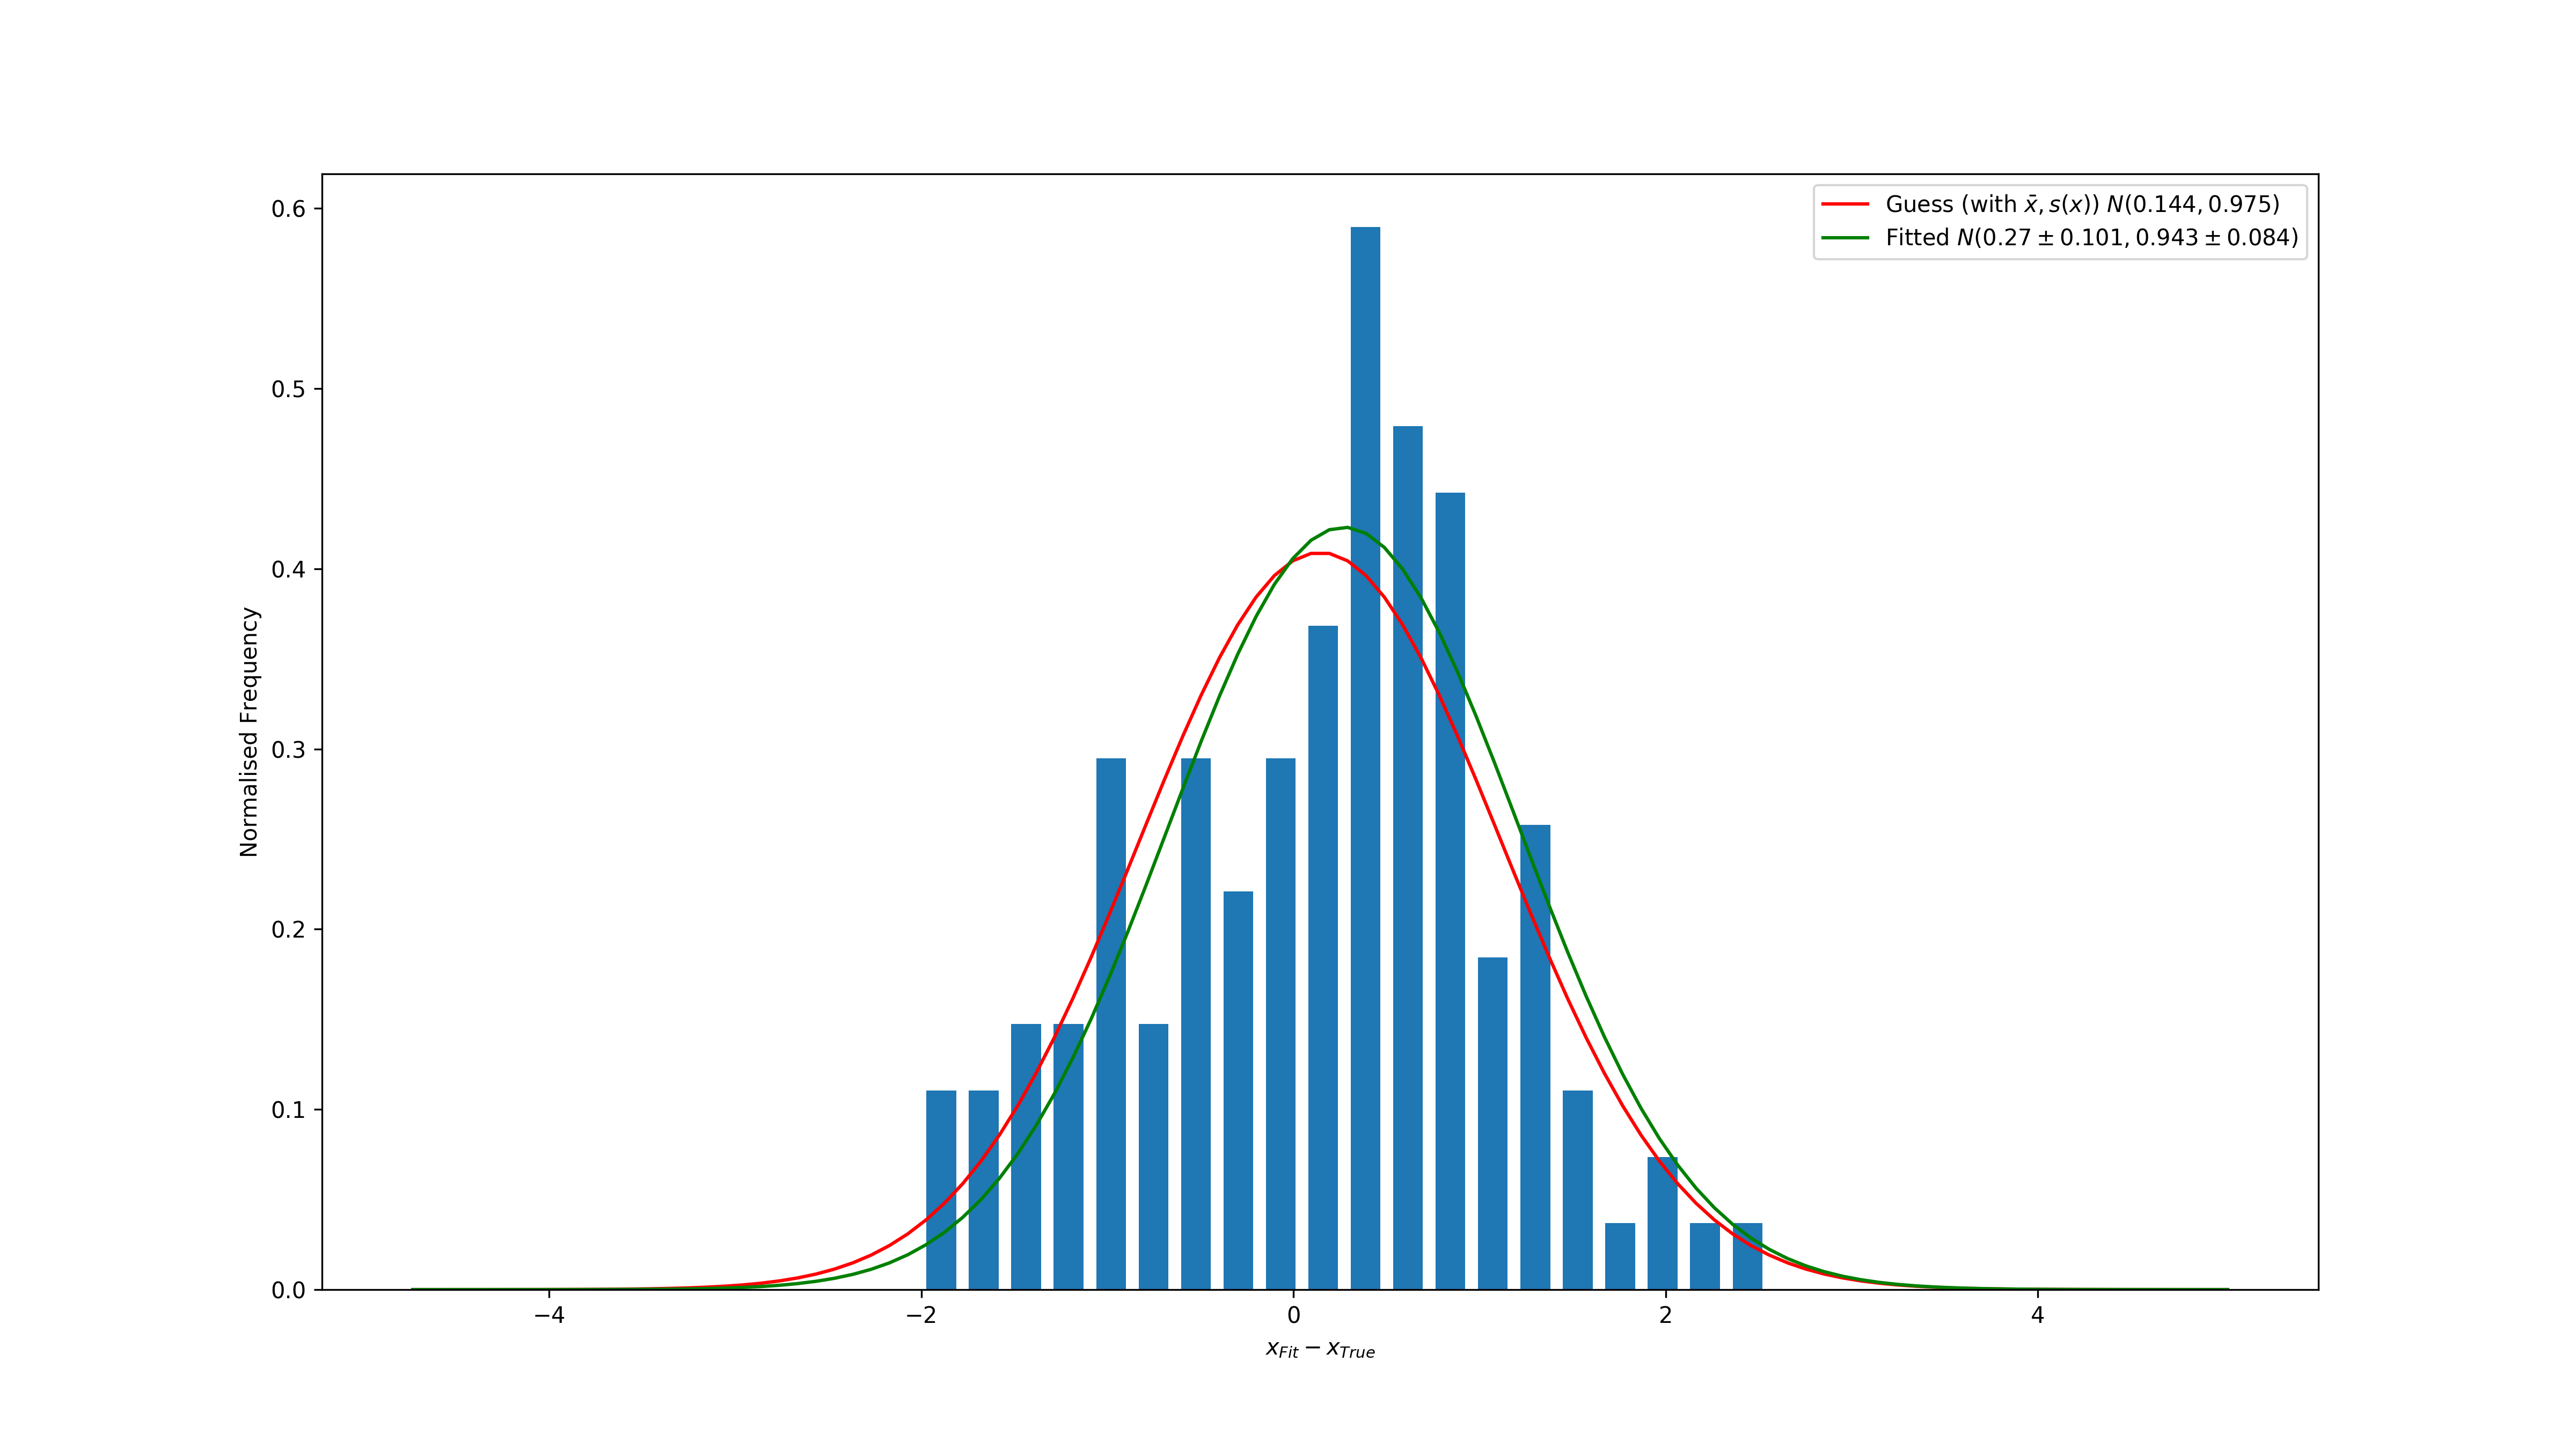 Guess (with x̄, s(x)) N(0.144, 0.975)
Fitted N(0.27 ± 0.101, 0.943 ± 0.084)
0.6
0.5
0.4
0.3
0.2
0.1
0.0
Normalised Frequency
−4 −2 0 2 4
x_Fit − x_True